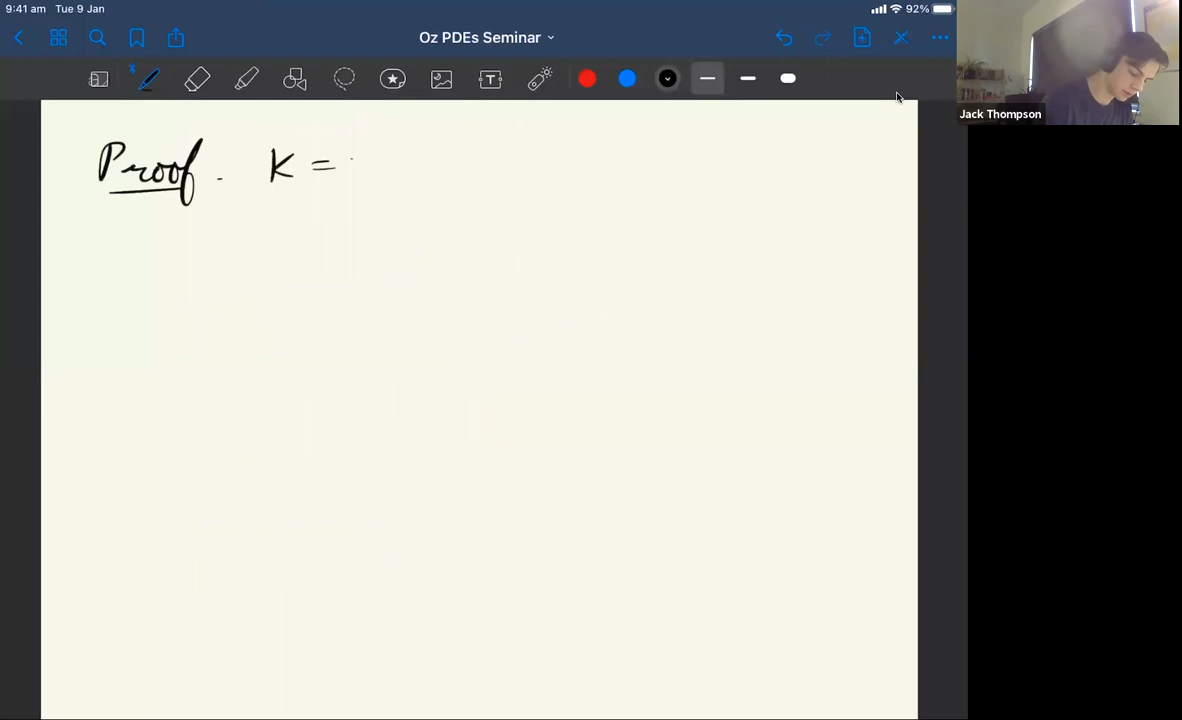 9:41 am Tue 9 Jan
92%
Oz PDEs Seminar
T
Jack Thompson
Proof. K =